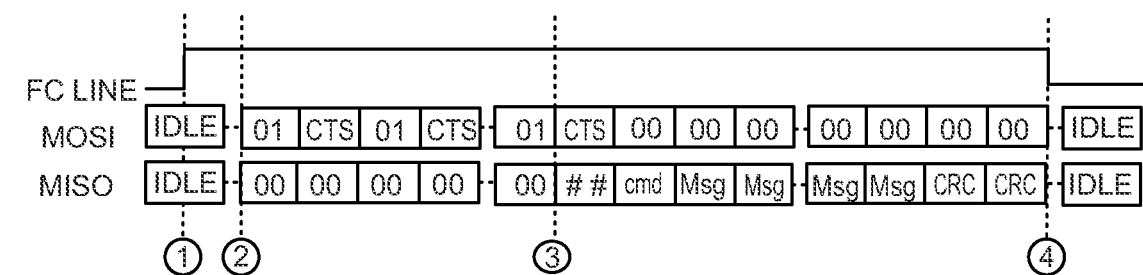 FC LINE
MOSI IDLE 01 CTS 01 CTS 01 CTS 00 00 00 00 00 00 00 IDLE
MISO IDLE 00 00 00 00 00 ## cmd Msg Msg Msg Msg CRC CRC IDLE
1 2 3 4